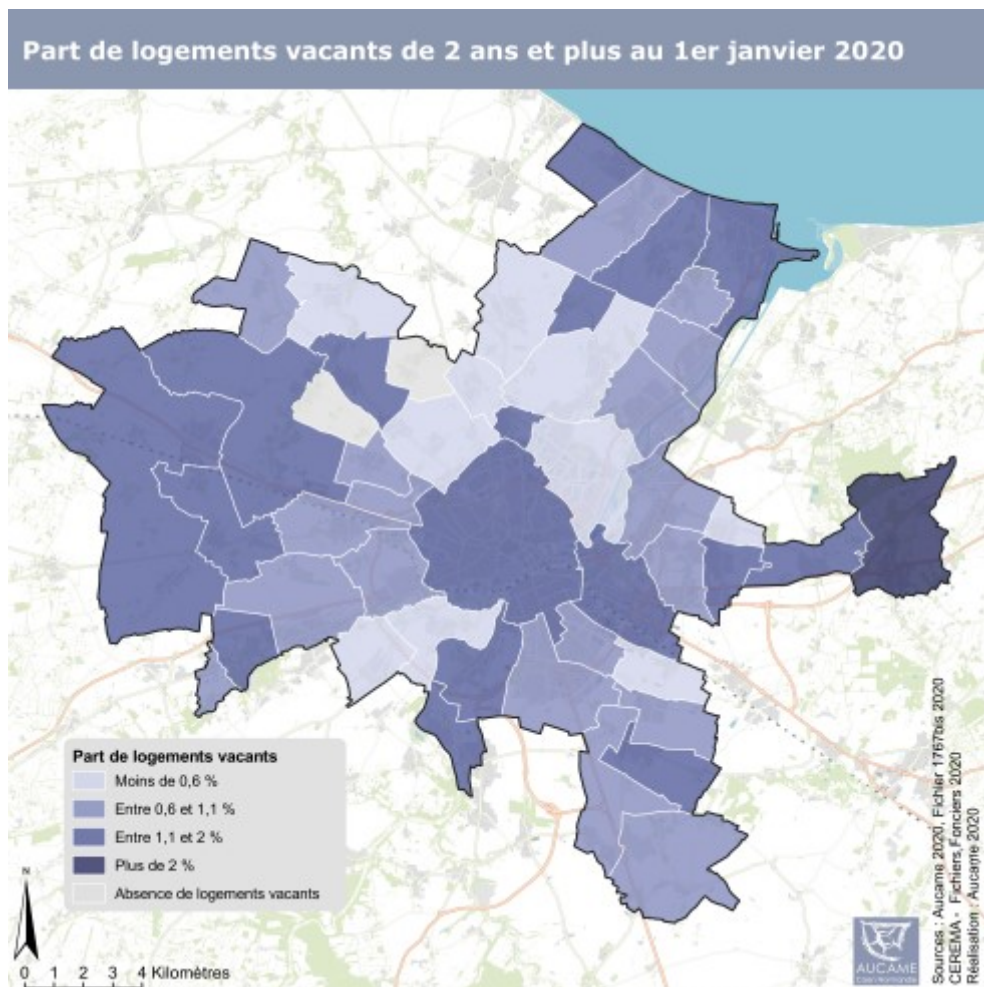 Part de logements vacants de 2 ans et plus au 1er janvier 2020
Part de logements vacants
Moins de 0,6 %
Entre 0,6 et 1,1 %
Entre 1,1 et 2 %
Plus de 2 %
Absence de logements vacants
N
0 1 2 3 4 Kilomètres
AUCAME
Sources : Aucame 2020, Fichier 1767bis 2020
CEREMA - Fichiers Fonciers 2020
Réalisation : Aucame 2020